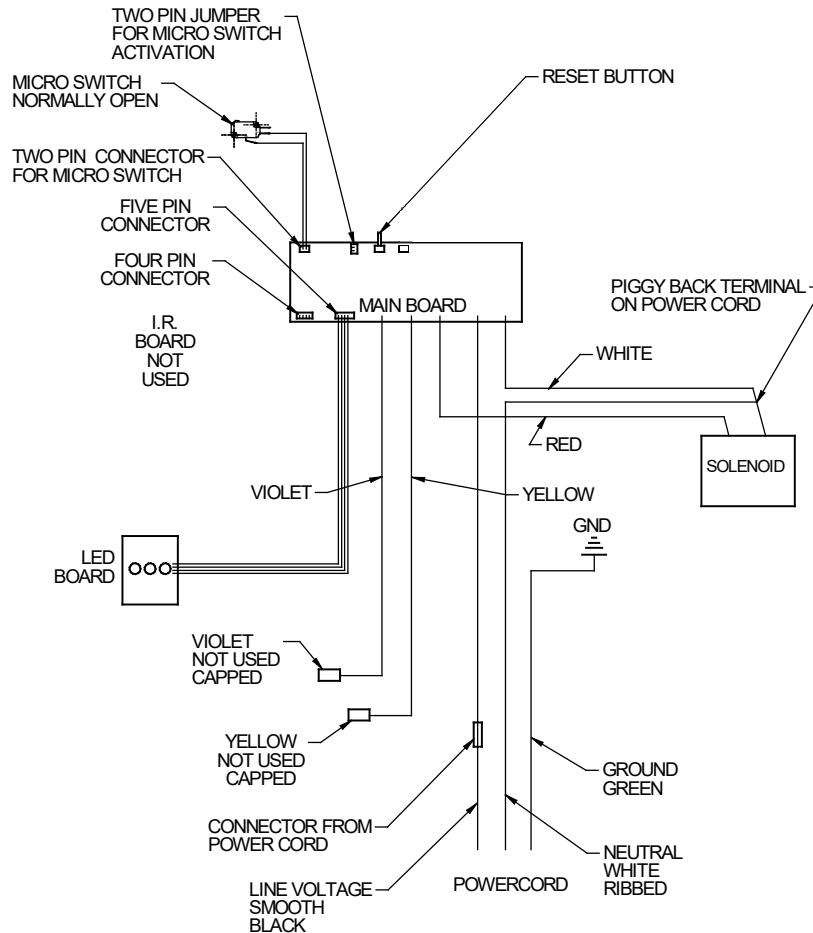 TWO PIN JUMPER
FOR MICRO SWITCH
ACTIVATION
MICRO SWITCH
NORMALLY OPEN
RESET BUTTON
TWO PIN CONNECTOR
FOR MICRO SWITCH
FIVE PIN
CONNECTOR
FOUR PIN
CONNECTOR
MAIN BOARD
PIGGY BACK TERMINAL
ON POWER CORD
I.R.
BOARD
NOT
USED
WHITE
RED
SOLENOID
VIOLET
YELLOW
GND
LED
BOARD
VIOLET
NOT USED
CAPPED
YELLOW
NOT USED
CAPPED
GROUND
GREEN
CONNECTOR FROM
POWER CORD
NEUTRAL
WHITE
RIBBED
LINE VOLTAGE
SMOOTH
BLACK
POWERCORD